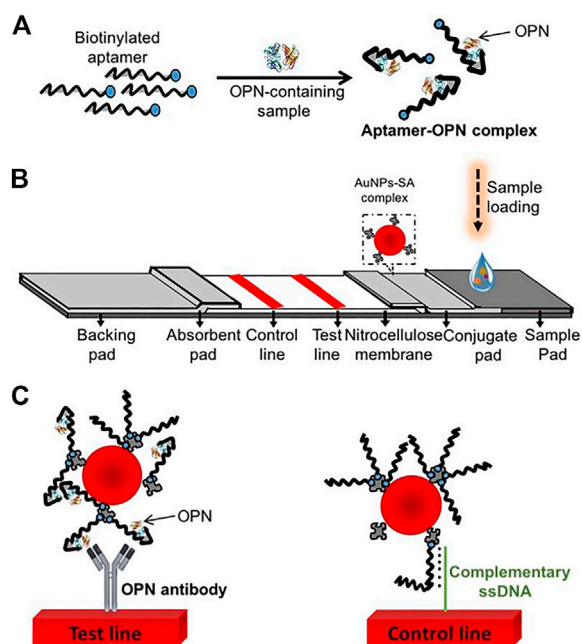 A
Biotinylated
aptamer
OPN-containing
sample
OPN
Aptamer-OPN complex
B
AuNPs-SA
complex
Sample
loading
Backing
pad
Absorbent
pad
Control
line
Test
line
Nitrocellulose
membrane
Conjugate
pad
Sample
Pad
C
OPN
OPN antibody
Test line
Complementary
ssDNA
Control line